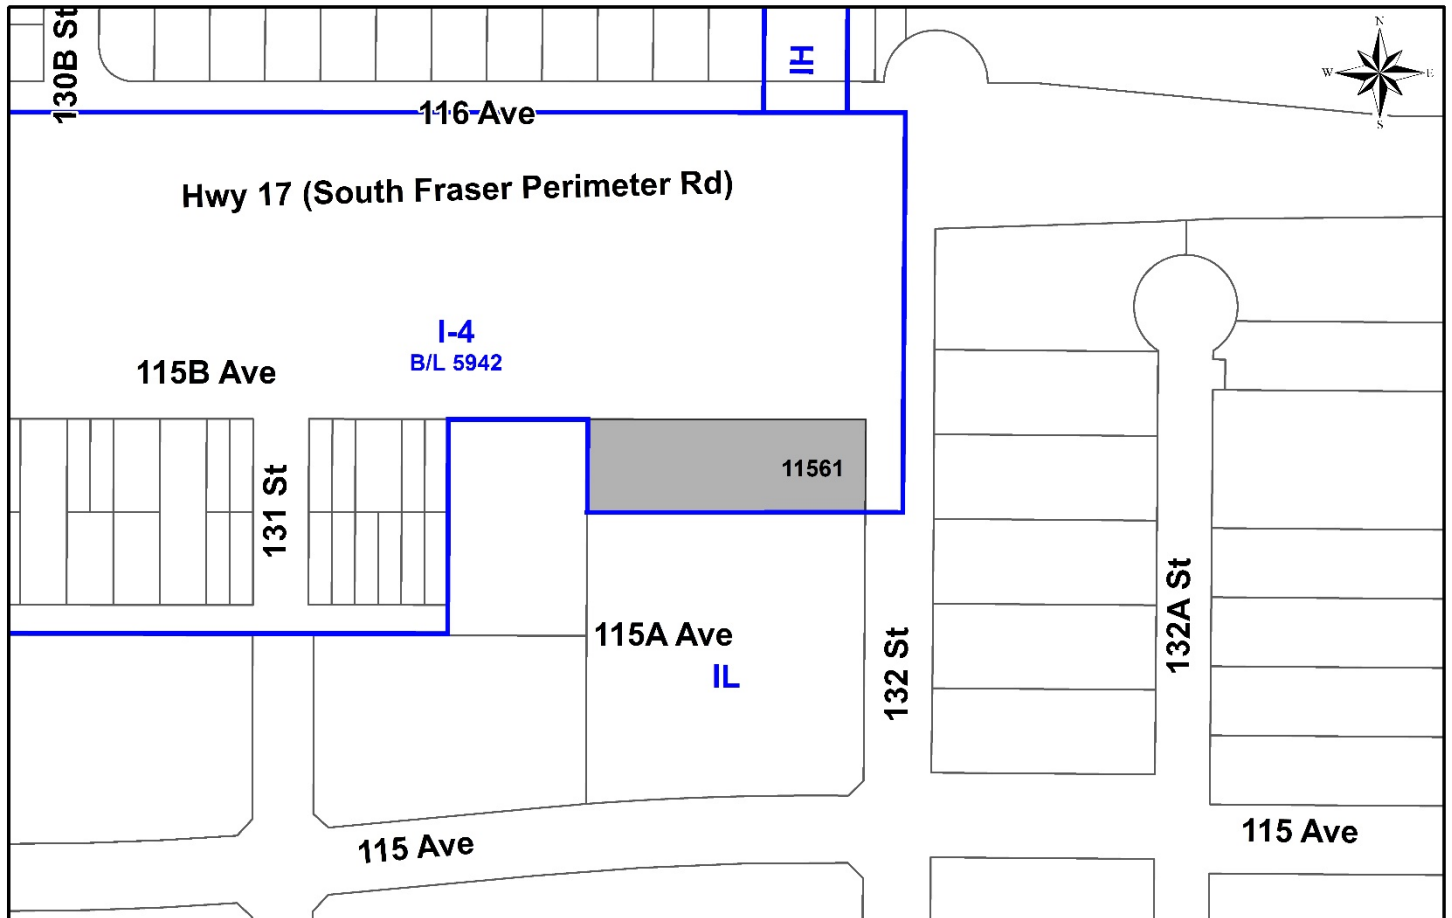 130B St
IH
N
W E
S
116 Ave
Hwy 17 (South Fraser Perimeter Rd)
I-4
B/L 5942
115B Ave
11561
131 St
115A Ave
IL
132 St
132A St
115 Ave
115 Ave